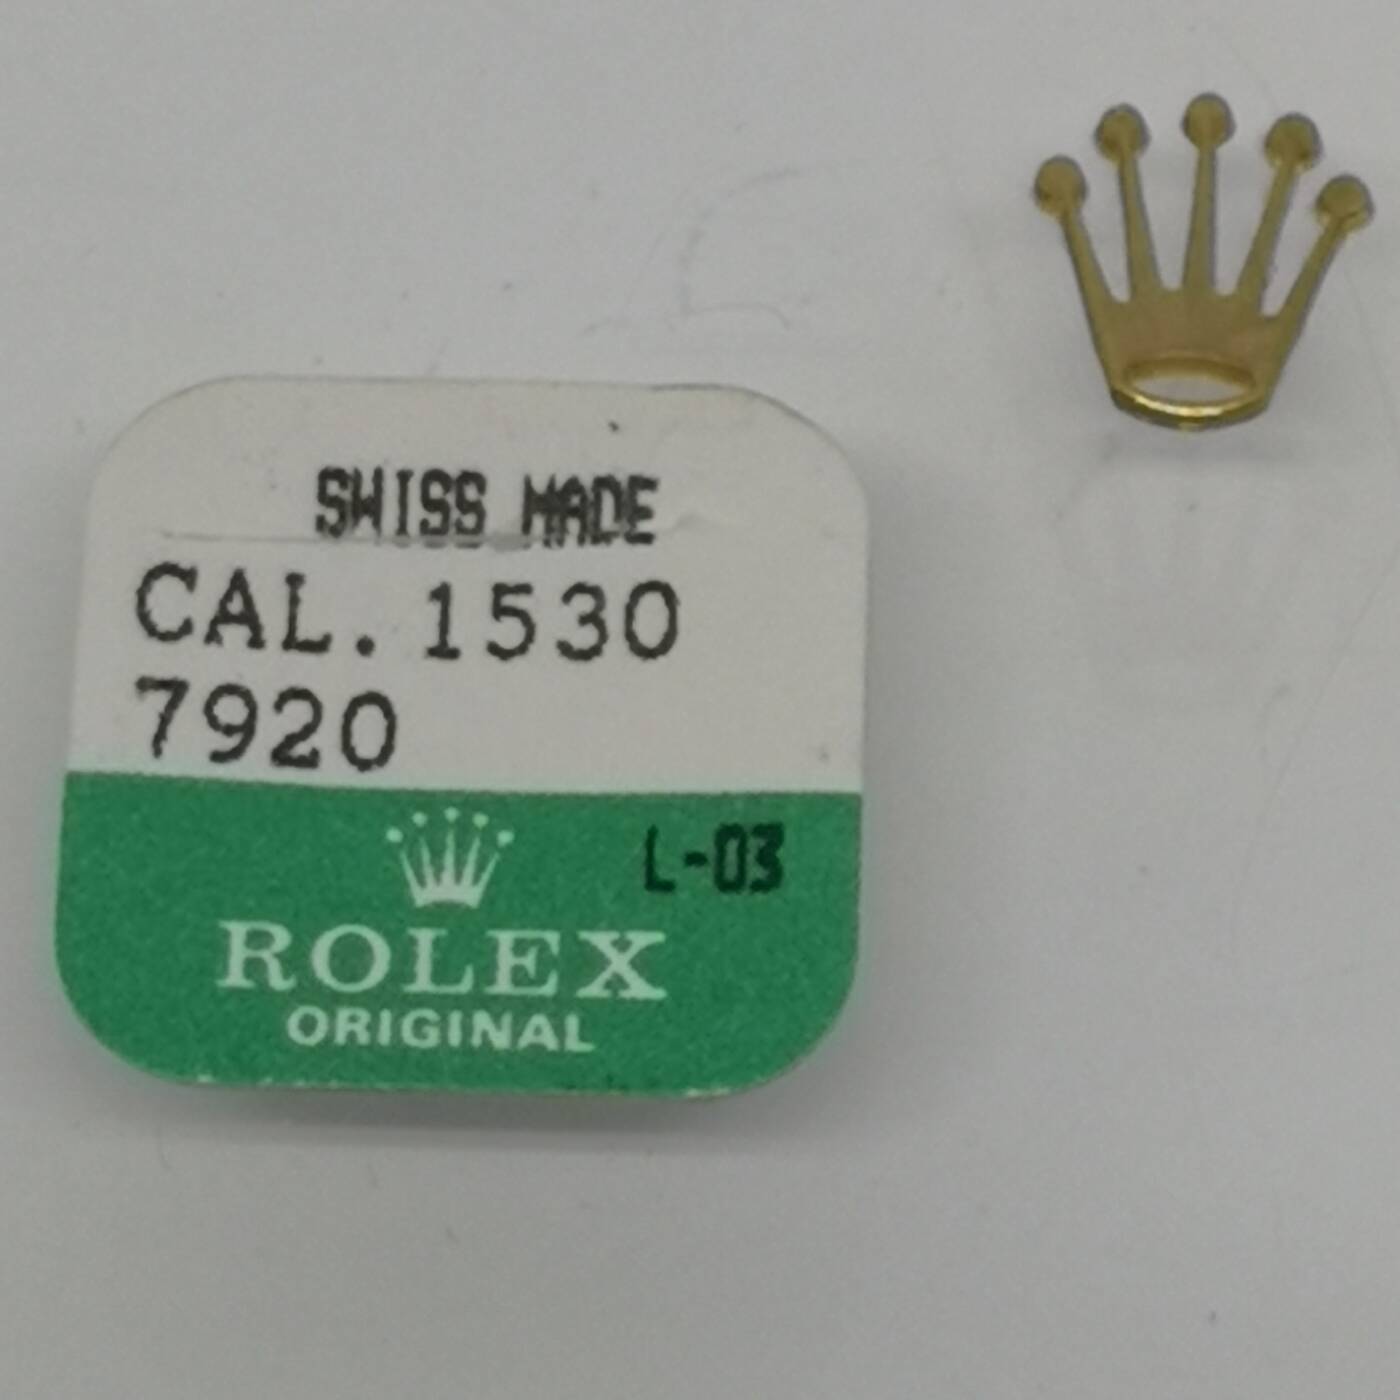 SWISS MADE
CAL. 1530
7920
L-03
ROLEX
ORIGINAL